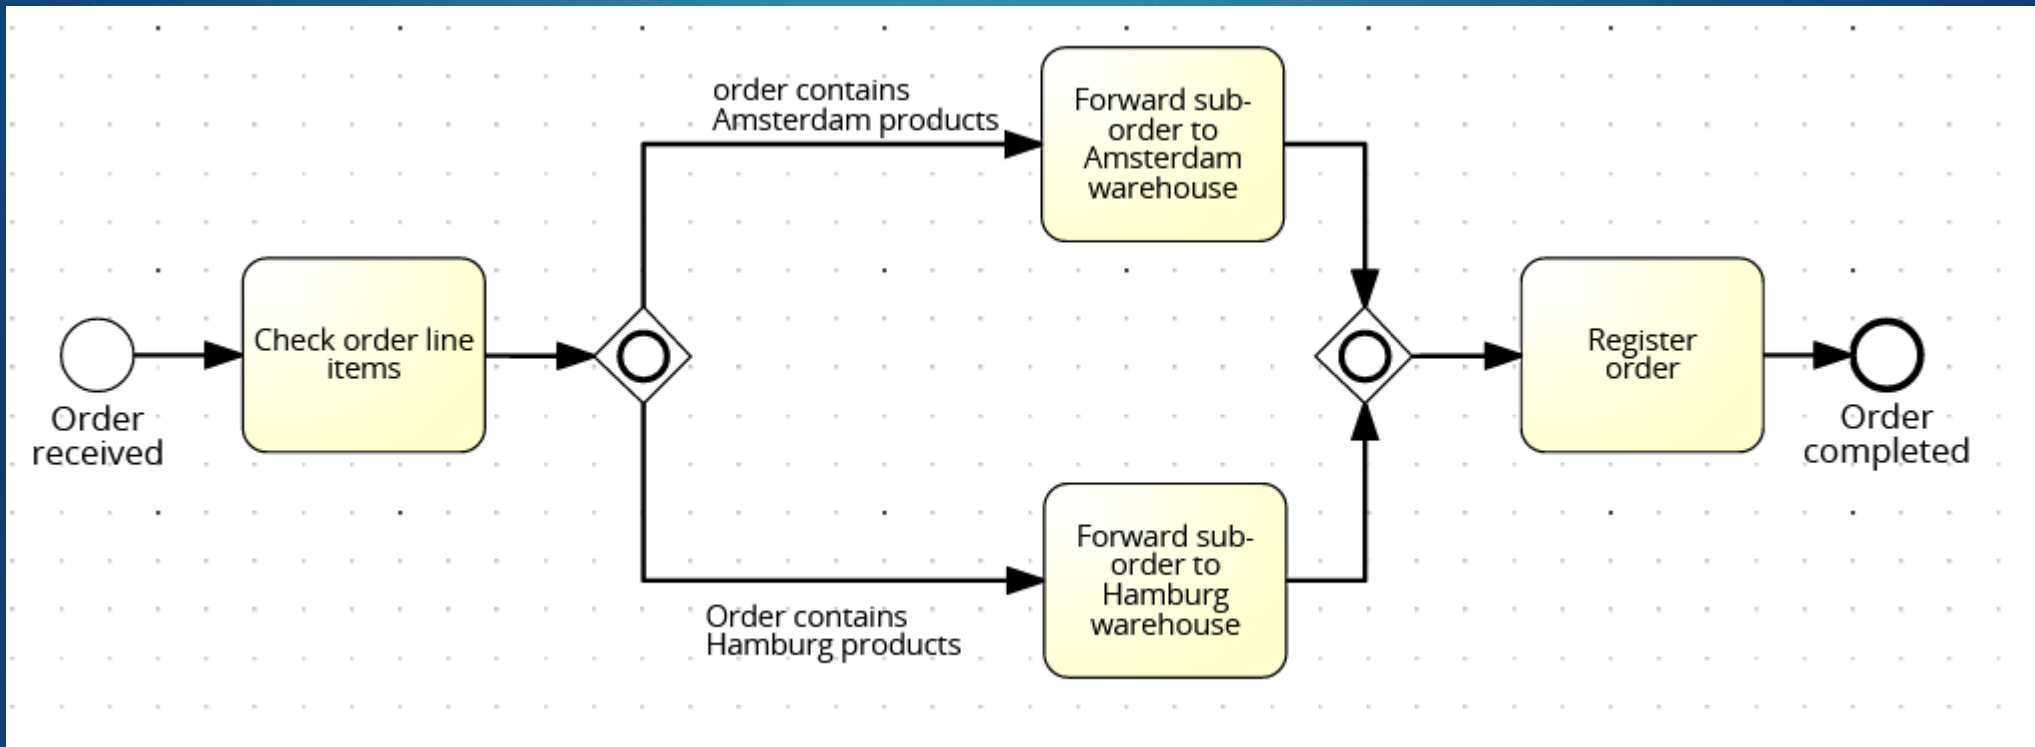 Order
received
Check order line
items
order contains
Amsterdam products
Forward sub-
order to
Amsterdam
warehouse
Order contains
Hamburg products
Forward sub-
order to
Hamburg
warehouse
Register
order
Order
completed